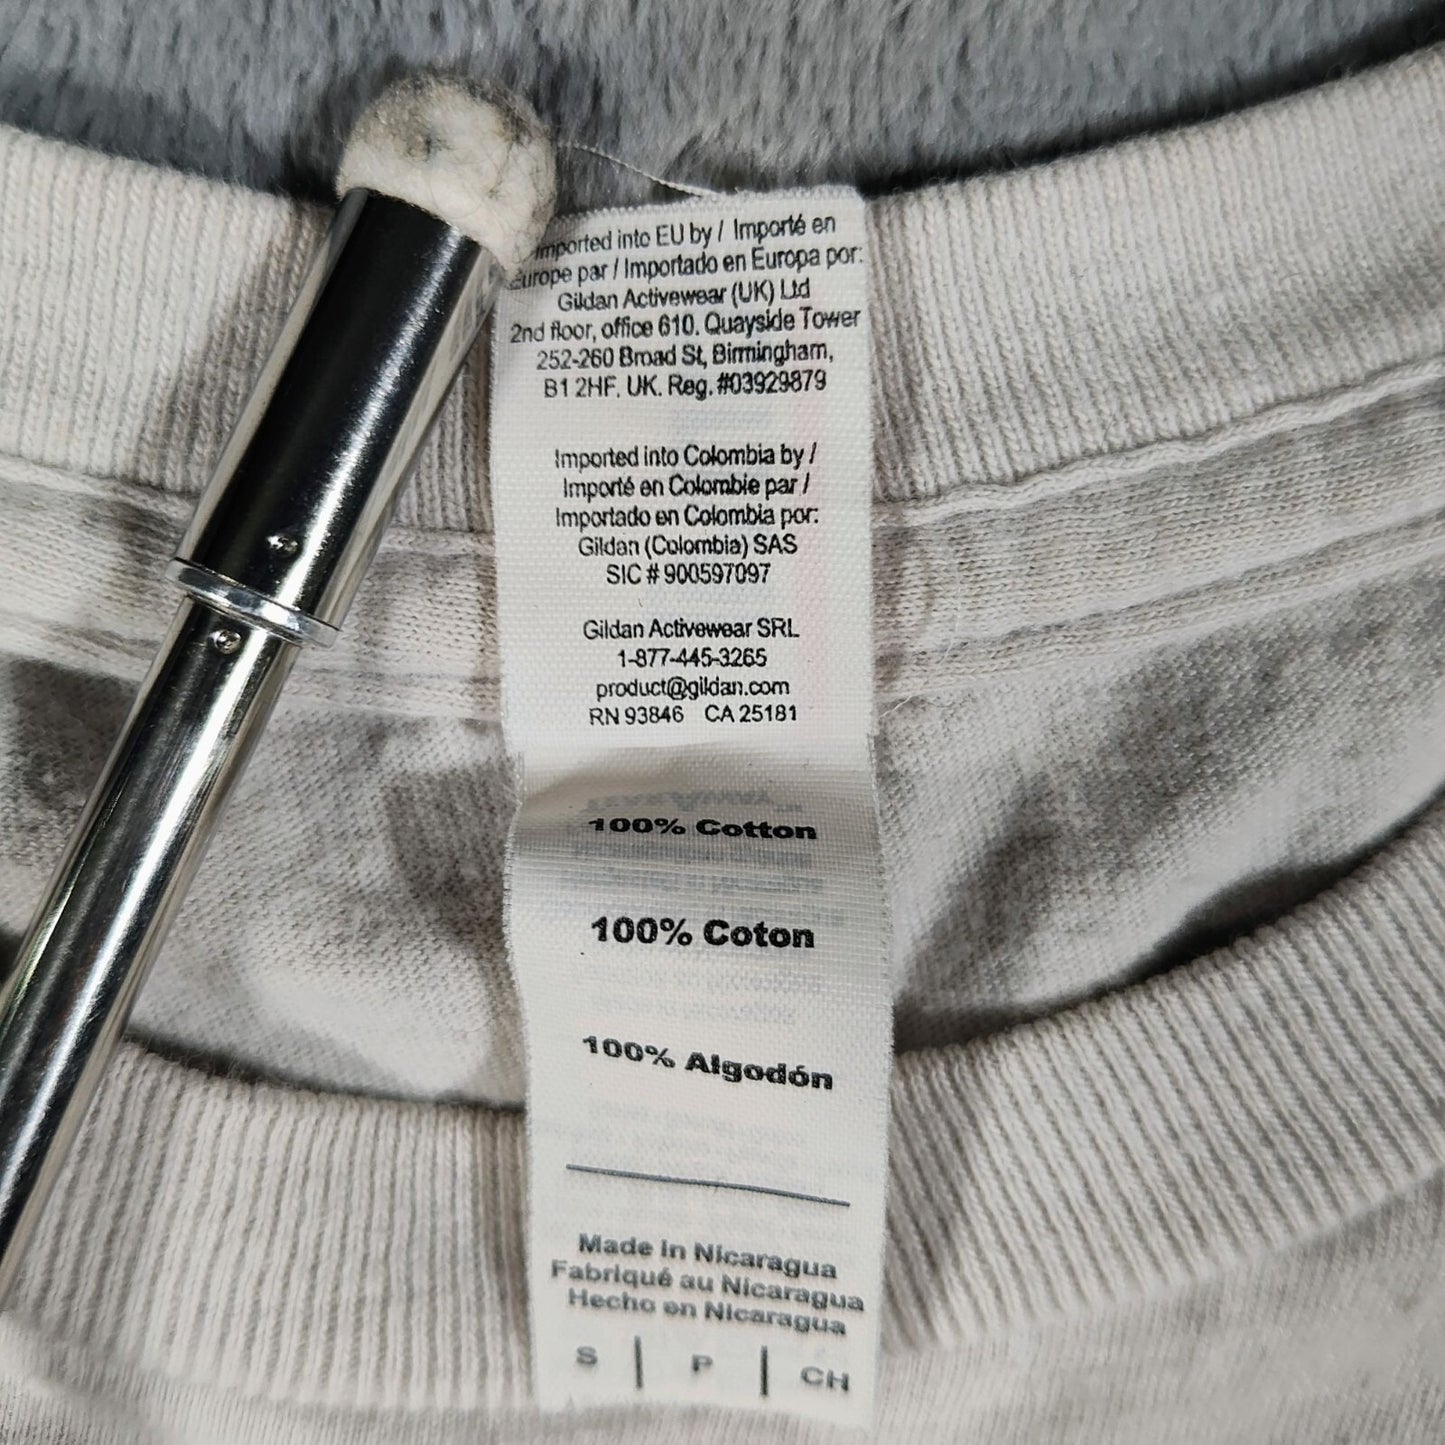 Imported into EU by / Importé en
Europe par / Importado en Europa por:
Gildan Activewear (UK) Ltd
2nd floor, office 610. Quayside Tower
252-260 Broad St, Birmingham,
B1 2HF. UK. Reg. #03929879
Imported into Colombia by /
Importé en Colombie par /
Importado en Colombia por:
Gildan (Colombia) SAS
SIC # 900597097
Gildan Activewear SRL
1-877-445-3265
product@gildan.com
RN 93846 CA 25181
100% Cotton
100% Coton
100% Algodón
Made in Nicaragua
Fabriqué au Nicaragua
Hecho en Nicaragua
S | P | CH